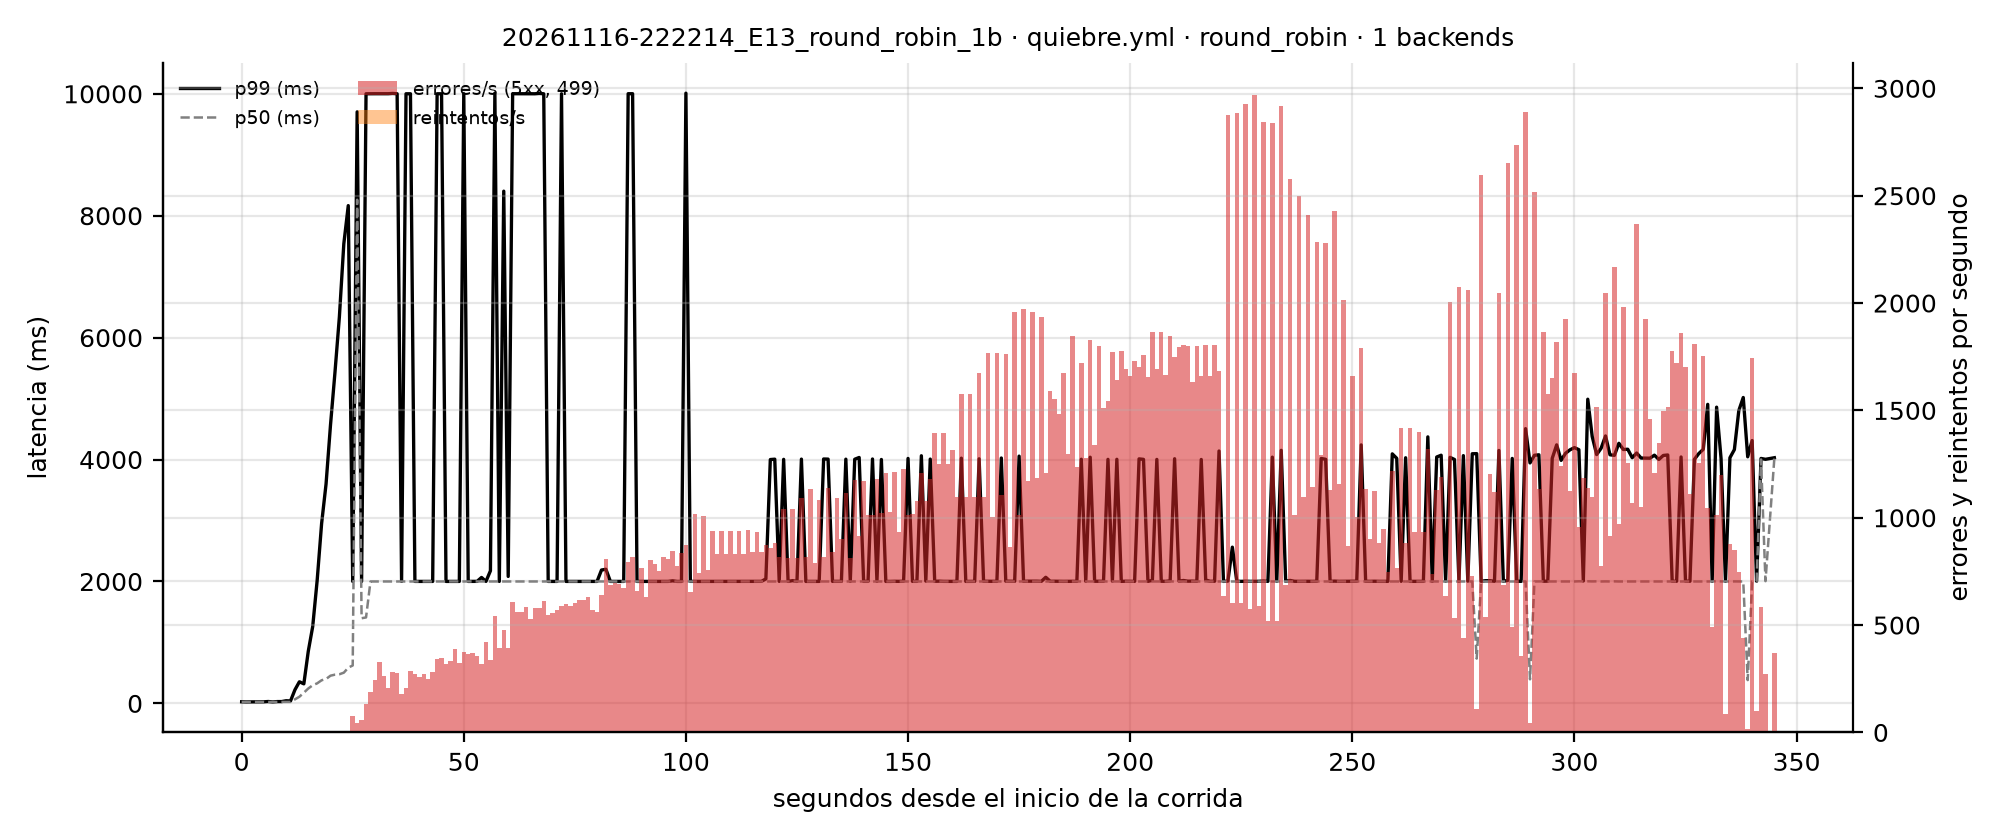 20261116-222214_E13_round_robin_1b · quiebre.yml · round_robin · 1 backends
p99 (ms)
p50 (ms)
errores/s (5xx, 499)
reintentos/s
latencia (ms)
10000
8000
6000
4000
2000
0
errores y reintentos por segundo
3000
2500
2000
1500
1000
500
0
0 50 100 150 200 250 300 350
segundos desde el inicio de la corrida